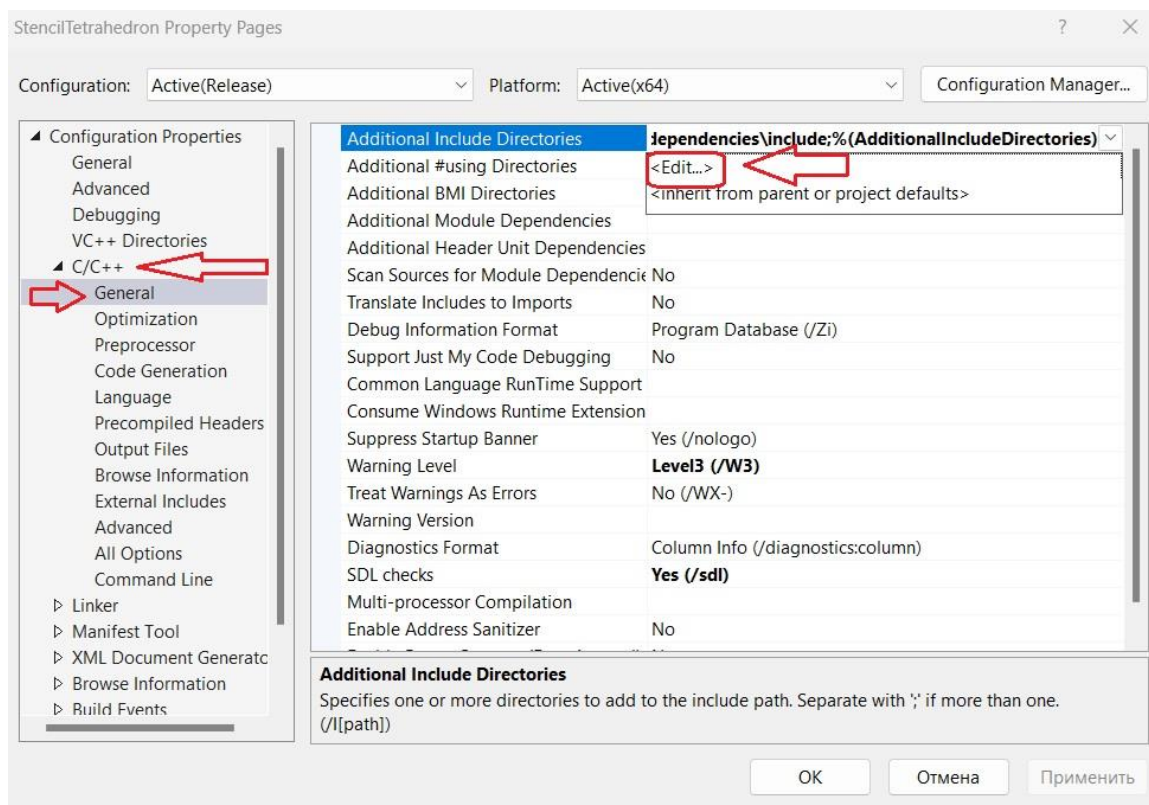 StencilTetrahedron Property Pages
Configuration: Active(Release) Platform: Active(x64) Configuration Manager...
Configuration Properties
General
Advanced
Debugging
VC++ Directories
C/C++
General
Optimization
Preprocessor
Code Generation
Language
Precompiled Headers
Output Files
Browse Information
External Includes
Advanced
All Options
Command Line
Linker
Manifest Tool
XML Document Generatc
Browse Information
Build Events
Additional Include Directories dependencies\include;%(AdditionalIncludeDirectories)
Additional #using Directories <Edit...>
Additional BMI Directories <inherit from parent or project defaults>
Additional Module Dependencies
Additional Header Unit Dependencies
Scan Sources for Module Dependencie No
Translate Includes to Imports No
Debug Information Format Program Database (/Zi)
Support Just My Code Debugging No
Common Language RunTime Support
Consume Windows Runtime Extension
Suppress Startup Banner Yes (/nologo)
Warning Level Level3 (/W3)
Treat Warnings As Errors No (/WX-)
Warning Version
Diagnostics Format Column Info (/diagnostics:column)
SDL checks Yes (/sdl)
Multi-processor Compilation
Enable Address Sanitizer No
Additional Include Directories
Specifies one or more directories to add to the include path. Separate with ';' if more than one.
(/I[path])
OK Отмена Применить